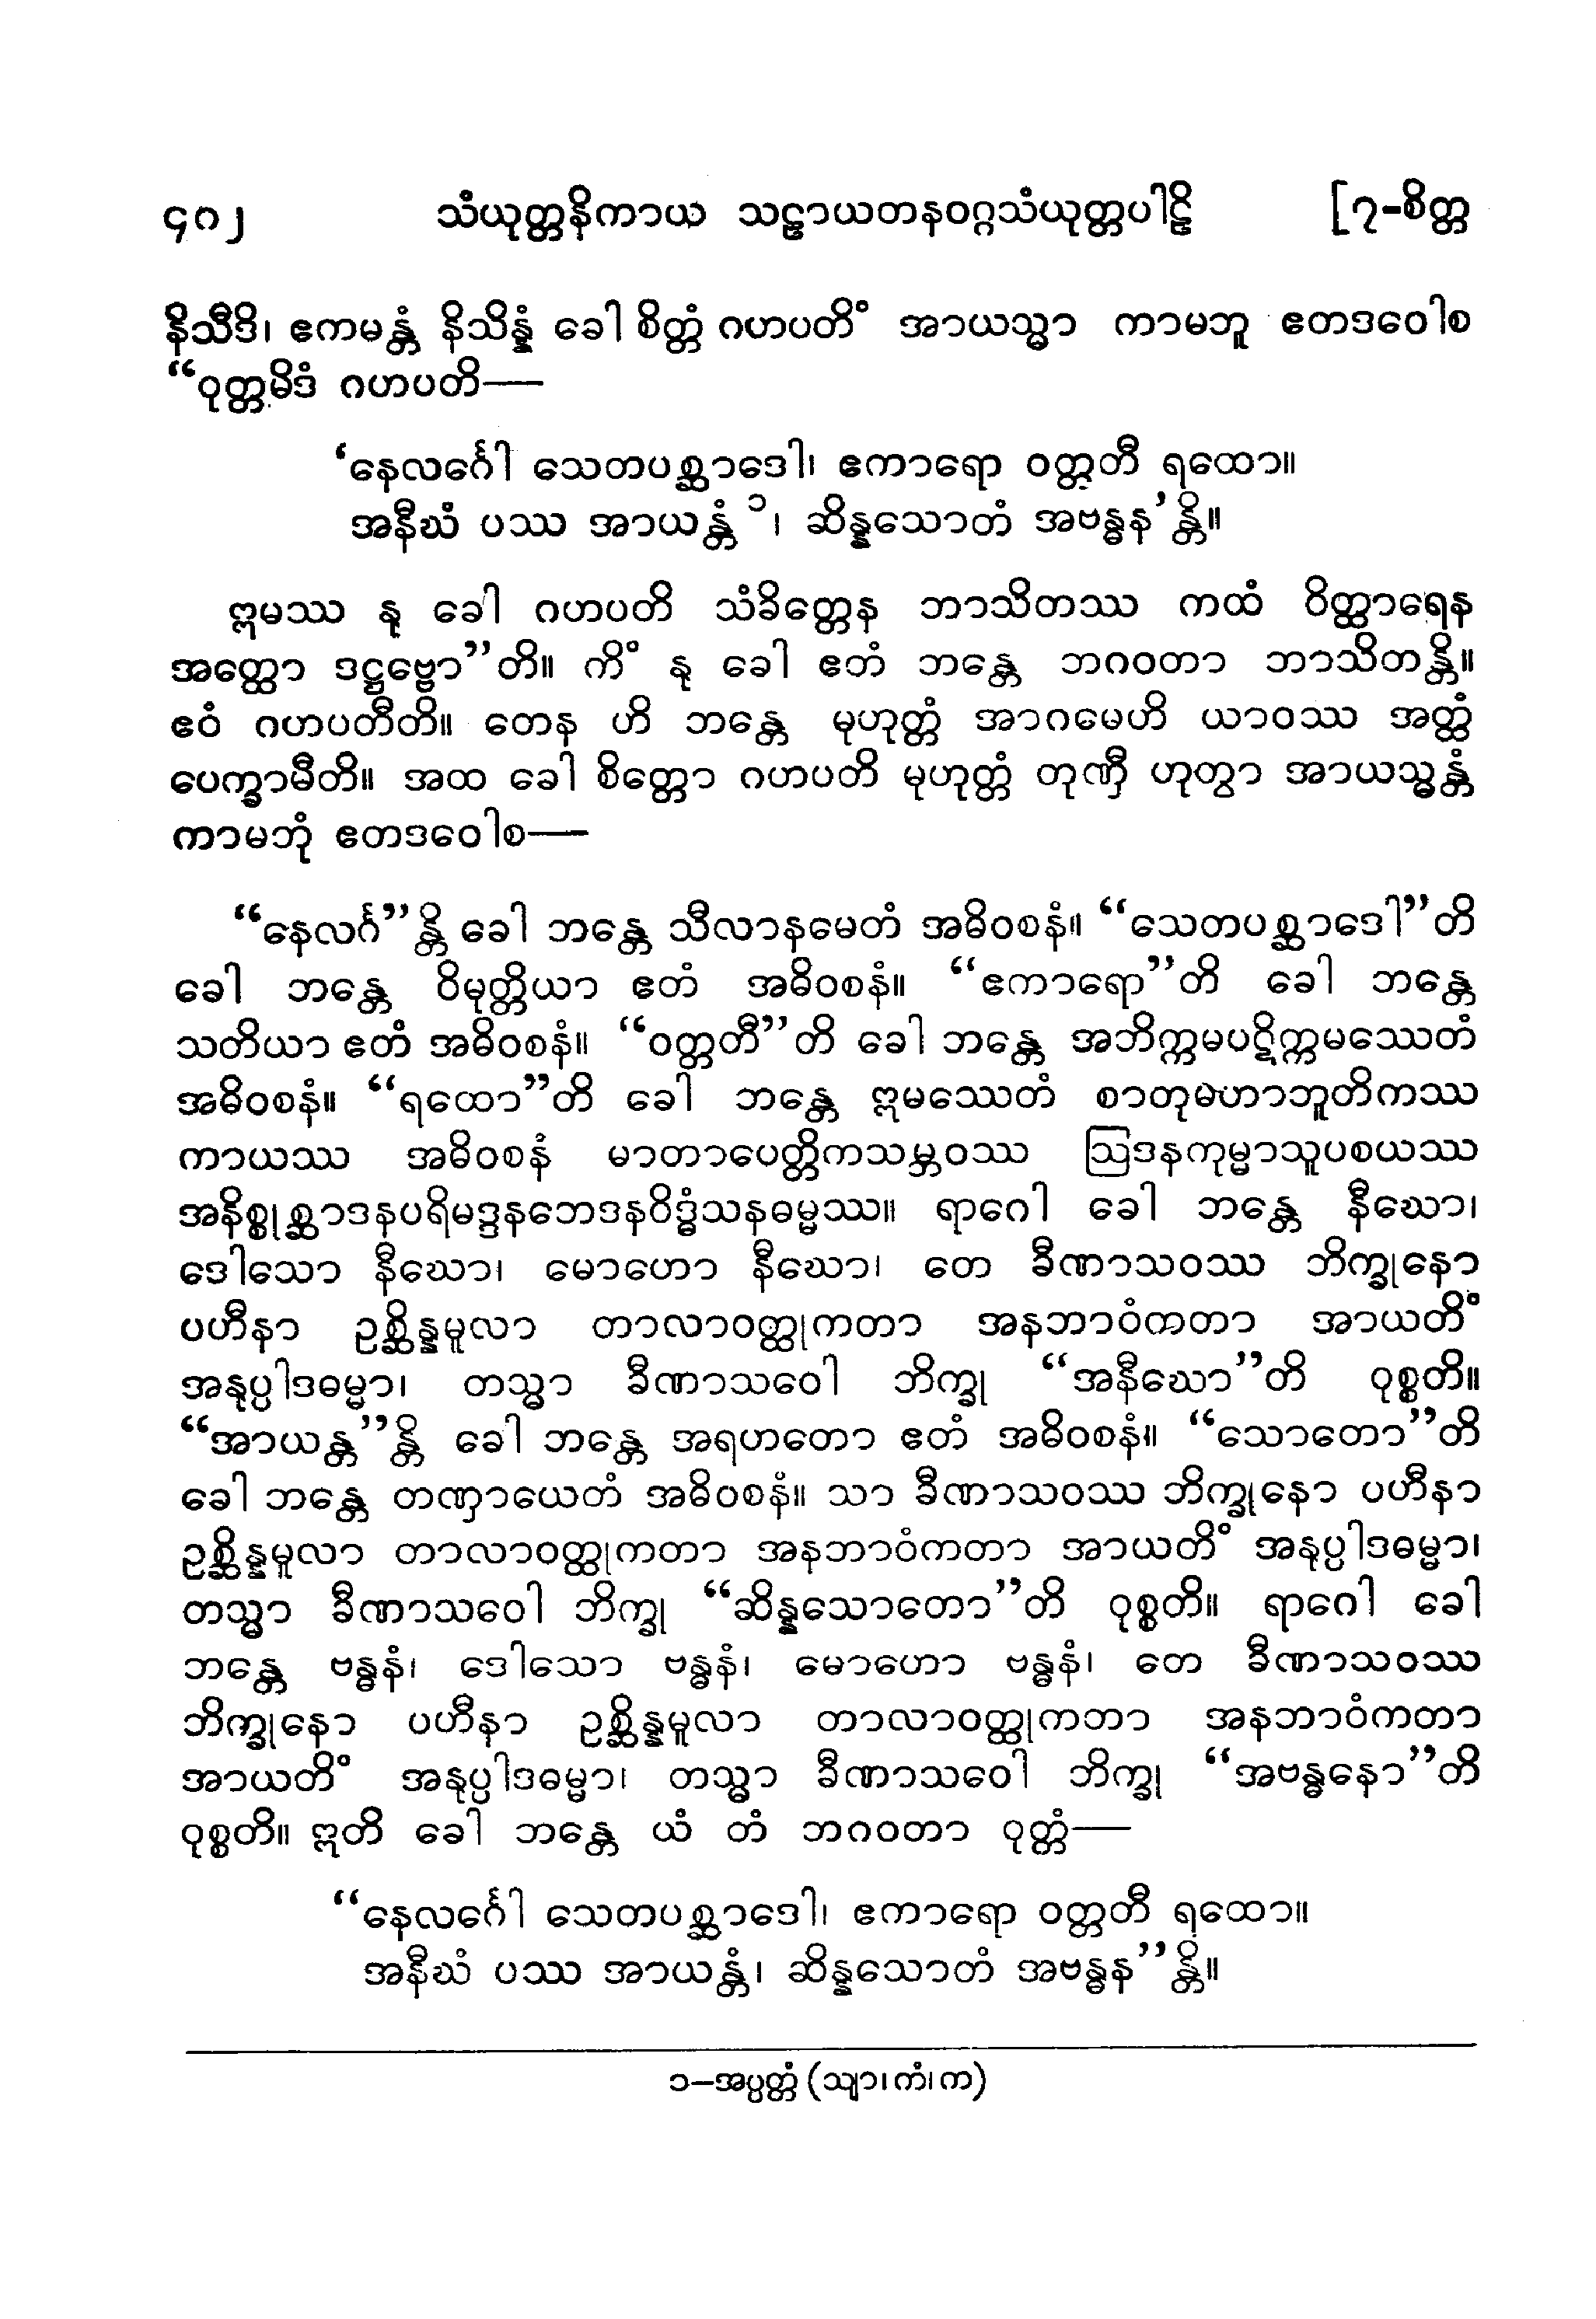 ၄၈၂ သံယုတ္တနိကာယ သဠာယတနဝဂ္ဂသံယုတ္တပါဠိ [၇-စိတ္တ
နိသီဒိ၊ ဧကမန္တံ နိသိန္နံ ခေါ စိတ္တံ ဂဟပတိံ အာယသ္မာ ကာမဘူ ဧတဒဝေါစ
“ဝုတ္တမိဒံ ဂဟပတိ—
‘နေလင်္ဂေါ သေတပစ္ဆာဒေါ၊ ဧကာရော ဝတ္တတီ ရထော။
အနီဃံ ပဿ အာယန္တံ ၁၊ ဆိန္နသောတံ အဗန္ဓန’န္တိ။
ဣမဿ နု ခေါ ဂဟပတိ သံခိတ္တေန ဘာသိတဿ ကထံ ဝိတ္ထာရေန
အတ္ထော ဒဋ္ဌဗ္ဗော”တိ။ ကိံ နု ခေါ ဧတံ ဘန္တေ ဘဂဝတာ ဘာသိတန္တိ။
ဧဝံ ဂဟပတီတိ။ တေန ဟိ ဘန္တေ မုဟုတ္တံ အာဂမေဟိ ယာဝဿ အတ္ထံ
ပေက္ခာမီတိ။ အထ ခေါ စိတ္တော ဂဟပတိ မုဟုတ္တံ တုဏှီ ဟုတွာ အာယသ္မန္တံ
ကာမဘုံ ဧတဒဝေါစ—
“နေလင်္ဂ”န္တိ ခေါ ဘန္တေ သီလာနမေတံ အဓိဝစနံ။ “သေတပစ္ဆာဒေါ”တိ
ခေါ ဘန္တေ ဝိမုတ္တိယာ ဧတံ အဓိဝစနံ။ “ဧကာရော”တိ ခေါ ဘန္တေ
သတိယာ ဧတံ အဓိဝစနံ။ “ဝတ္တတီ”တိ ခေါ ဘန္တေ အဘိက္ကမပဋိက္ကမဿေတံ
အဓိဝစနံ။ “ရထော”တိ ခေါ ဘန္တေ ဣမဿေတံ စာတုမဟာဘူတိကဿ
ကာယဿ အဓိဝစနံ မာတာပေတ္တိကသမ္ဘဝဿ ဩဒနကုမ္မာသူပစယဿ
အနိစ္စုစ္ဆာဒနပရိမဒ္ဒနဘေဒနဝိဒ္ဓံသနဓမ္မဿ။ ရာဂေါ ခေါ ဘန္တေ နီဃော၊
ဒေါသော နီဃော၊ မောဟော နီဃော၊ တေ ခီဏာသဝဿ ဘိက္ခုနော
ပဟီနာ ဥစ္ဆိန္နမူလာ တာလာဝတ္ထုကတာ အနဘာဝံကတာ အာယတိံ
အနုပ္ပါဒဓမ္မာ၊ တသ္မာ ခီဏာသဝေါ ဘိက္ခု “အနီဃော”တိ ဝုစ္စတိ။
“အာယန္တ”န္တိ ခေါ ဘန္တေ အရဟတော ဧတံ အဓိဝစနံ။ “သောတော”တိ
ခေါ ဘန္တေ တဏှာယေတံ အဓိဝစနံ။ သာ ခီဏာသဝဿ ဘိက္ခုနော ပဟီနာ
ဥစ္ဆိန္နမူလာ တာလာဝတ္ထုကတာ အနဘာဝံကတာ အာယတိံ အနုပ္ပါဒဓမ္မာ၊
တသ္မာ ခီဏာသဝေါ ဘိက္ခု “ဆိန္နသောတော”တိ ဝုစ္စတိ။ ရာဂေါ ခေါ
ဘန္တေ ဗန္ဓနံ၊ ဒေါသော ဗန္ဓနံ၊ မောဟော ဗန္ဓနံ၊ တေ ခီဏာသဝဿ
ဘိက္ခုနော ပဟီနာ ဥစ္ဆိန္နမူလာ တာလာဝတ္ထုကဘာ အနဘာဝံကတာ
အာယတိံ အနုပ္ပါဒဓမ္မာ၊ တသ္မာ ခီဏာသဝေါ ဘိက္ခု “အဗန္ဓနော”တိ
ဝုစ္စတိ။ ဣတိ ခေါ ဘန္တေ ယံ တံ ဘဂဝတာ ဝုတ္တံ—
“နေလင်္ဂေါ သေတပစ္ဆာဒေါ၊ ဧကာရော ဝတ္တတီ ရထော။
အနီဃံ ပဿ အာယန္တံ၊ ဆိန္နသောတံ အဗန္ဓန”န္တိ။
၁–အပ္ပတ္တံ (သျာ၊ ကံ၊ က)